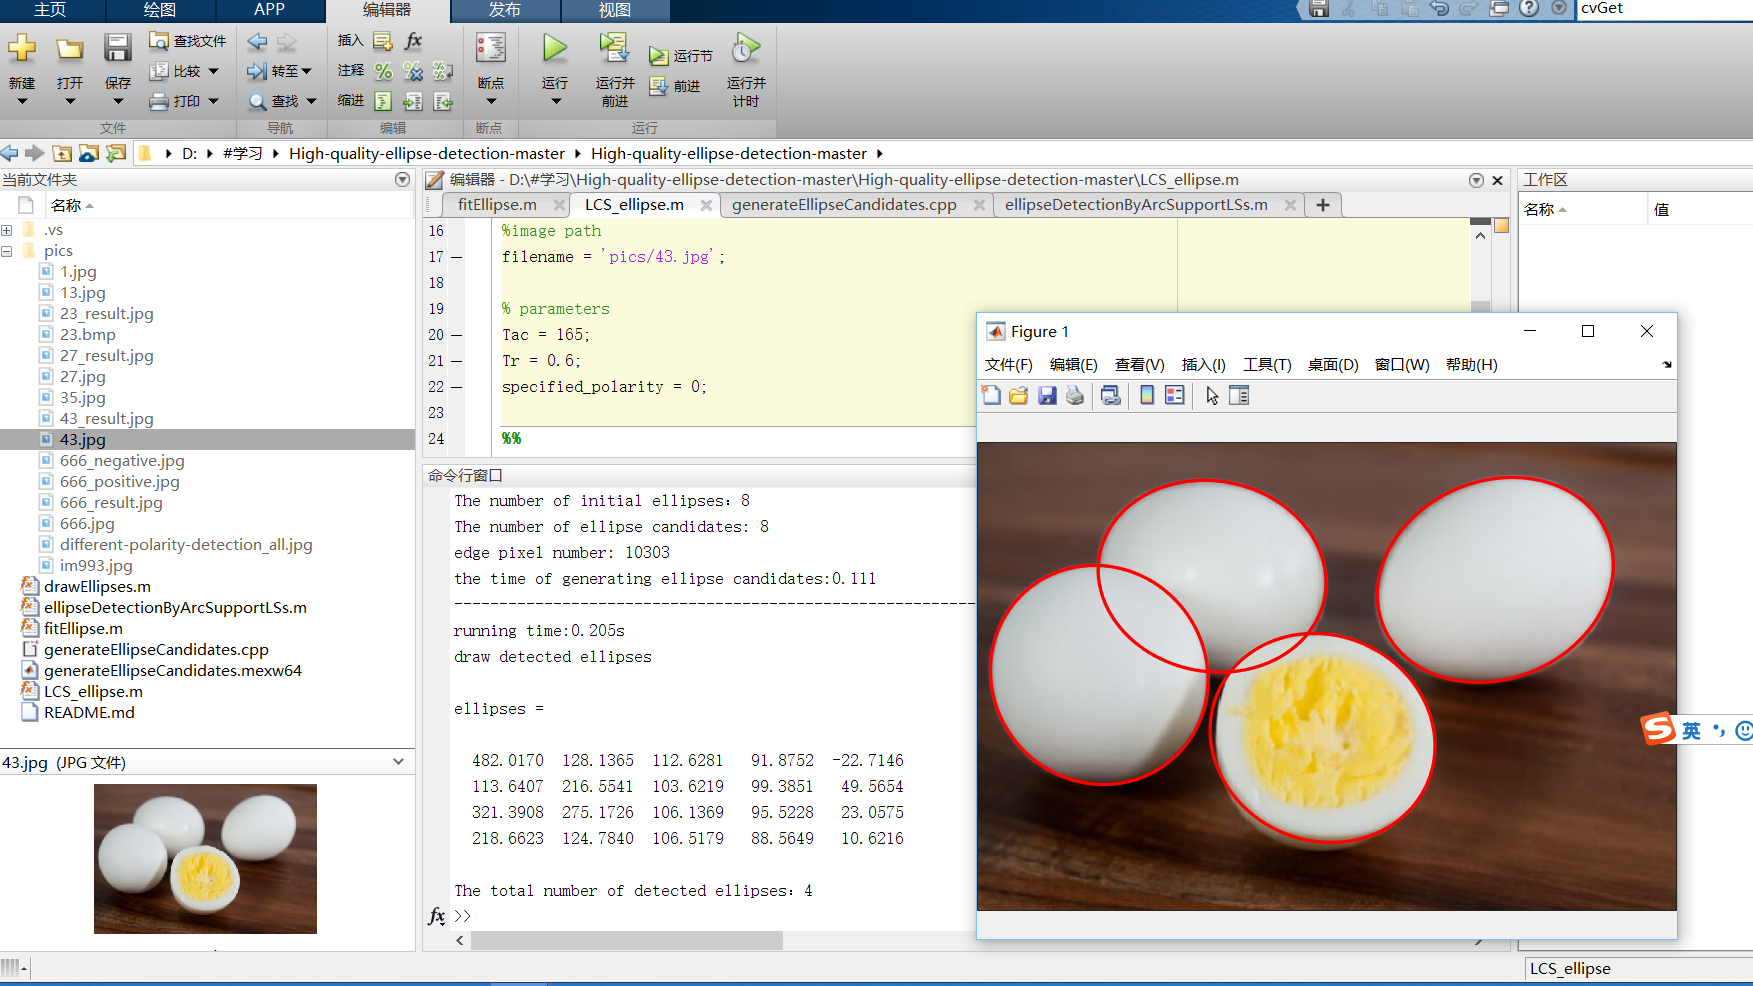 主页 绘图 APP 编辑器 发布 视图 cvGet
新建 打开 保存 查找文件 比较 打印 转至 查找 插入 fx 注释 缩进 断点 运行 运行并前进 运行节 前进 运行并计时
文件 导航 编辑 断点 运行
D: #学习 High-quality-ellipse-detection-master High-quality-ellipse-detection-master
当前文件夹
名称
.vs
pics
1.jpg
13.jpg
23_result.jpg
23.bmp
27_result.jpg
27.jpg
35.jpg
43_result.jpg
43.jpg
666_negative.jpg
666_positive.jpg
666_result.jpg
666.jpg
different-polarity-detection_all.jpg
im993.jpg
drawEllipses.m
ellipseDetectionByArcSupportLSs.m
fitEllipse.m
generateEllipseCandidates.cpp
generateEllipseCandidates.mexw64
LCS_ellipse.m
README.md
43.jpg (JPG 文件)
编辑器 - D:\#学习\High-quality-ellipse-detection-master\High-quality-ellipse-detection-master\LCS_ellipse.m
fitEllipse.m LCS_ellipse.m generateEllipseCandidates.cpp ellipseDetectionByArcSupportLSs.m
16 %image path
17 filename = 'pics/43.jpg';
18
19 % parameters
20 Tac = 165;
21 Tr = 0.6;
22 specified_polarity = 0;
23
24 %%
命令行窗口
The number of initial ellipses: 8
The number of ellipse candidates: 8
edge pixel number: 10303
the time of generating ellipse candidates:0.111
----------------------------------------------------------
running time:0.205s
draw detected ellipses
ellipses =
482.0170 128.1365 112.6281 91.8752 -22.7146
113.6407 216.5541 103.6219 99.3851 49.5654
321.3908 275.1726 106.1369 95.5228 23.0575
218.6623 124.7840 106.5179 88.5649 10.6216
The total number of detected ellipses: 4
fx >>
工作区
名称 值
Figure 1
文件(F) 编辑(E) 查看(V) 插入(I) 工具(T) 桌面(D) 窗口(W) 帮助(H)
S 英
LCS_ellipse